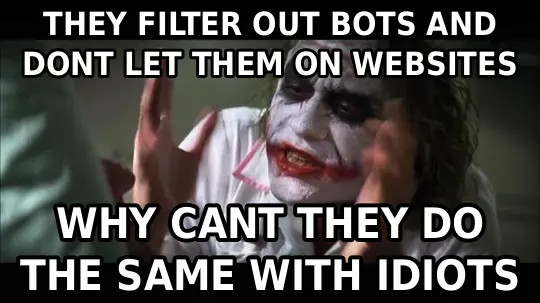 THEY FILTER OUT BOTS AND
DONT LET THEM ON WEBSITES
WHY CANT THEY DO
THE SAME WITH IDIOTS